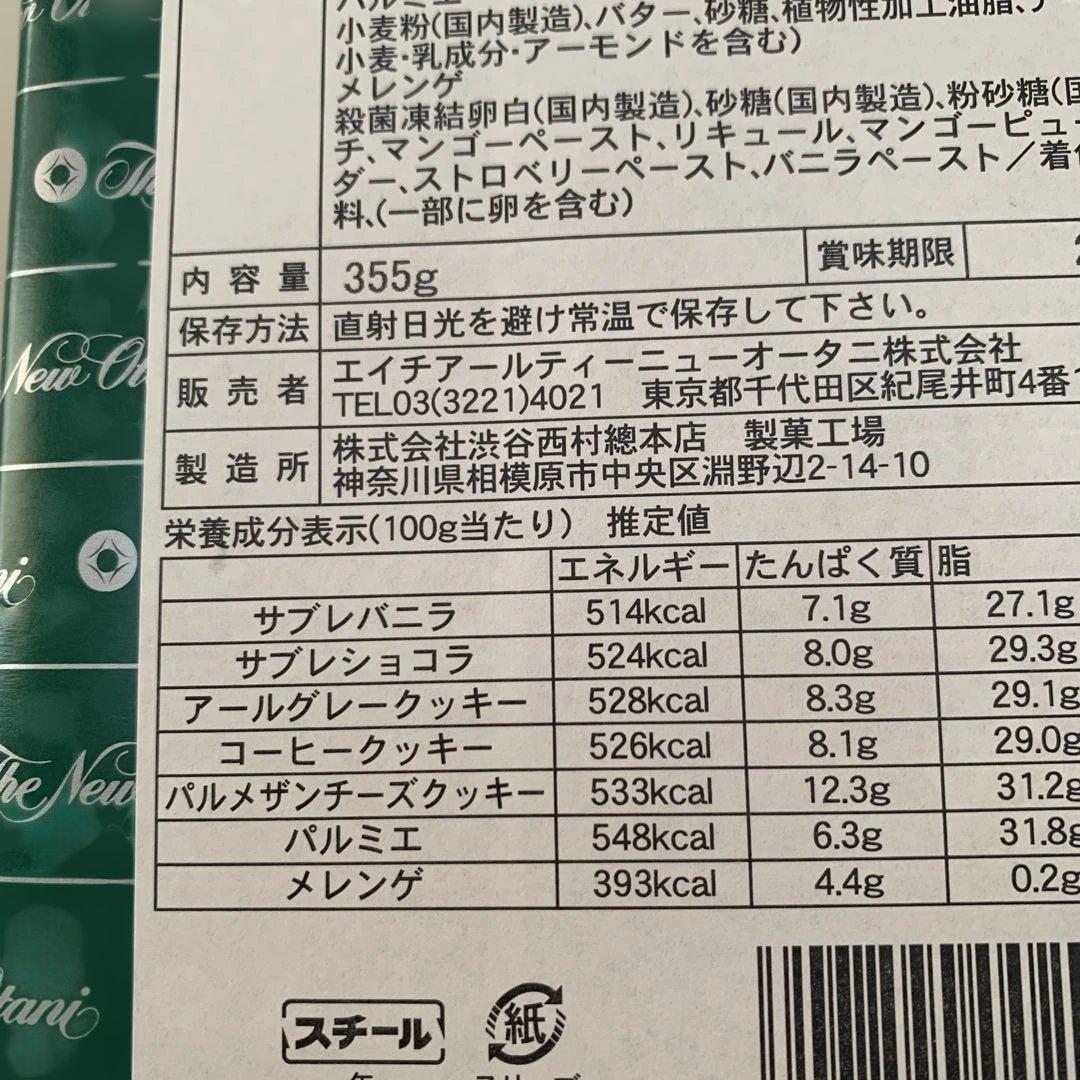 パルミエ
小麦粉(国内製造)、バター、砂糖、植物性加工油脂、
小麦・乳成分・アーモンドを含む)
メレンゲ
殺菌凍結卵白(国内製造)、砂糖(国内製造)、粉砂糖(国
チ、マンゴーペースト、リキュール、マンゴーピュー
ダー、ストロベリーペースト、バニラペースト／着色
料、(一部に卵を含む)
内容量 355g 賞味期限
保存方法 直射日光を避け常温で保存して下さい。
販売者 エイチアールティーニューオータニ株式会社
TEL03(3221)4021 東京都千代田区紀尾井町4番1
製造所 株式会社渋谷西村總本店 製菓工場
神奈川県相模原市中央区淵野辺2-14-10
栄養成分表示(100g当たり) 推定値
エネルギー たんぱく質 脂
サブレバニラ 514kcal 7.1g 27.1g
サブレショコラ 524kcal 8.0g 29.3g
アールグレークッキー 528kcal 8.3g 29.1g
コーヒークッキー 526kcal 8.1g 29.0g
パルメザンチーズクッキー 533kcal 12.3g 31.2g
パルミエ 548kcal 6.3g 31.8g
メレンゲ 393kcal 4.4g 0.2g
スチール 紙
Th
New Ot
ni
The New
Otani